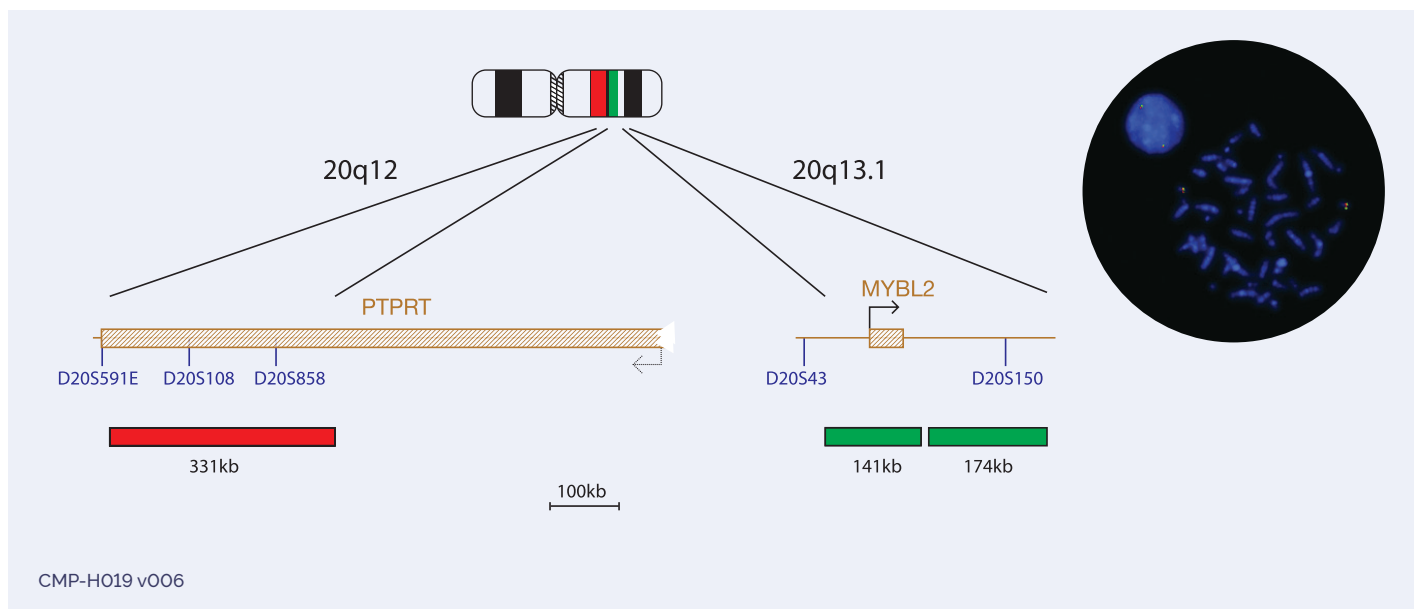 20q12
20q13.1
PTPRT
MYBL2
D20S591E
D20S108
D20S858
D20S43
D20S150
331kb
141kb
174kb
100kb
CMP-H019 v006